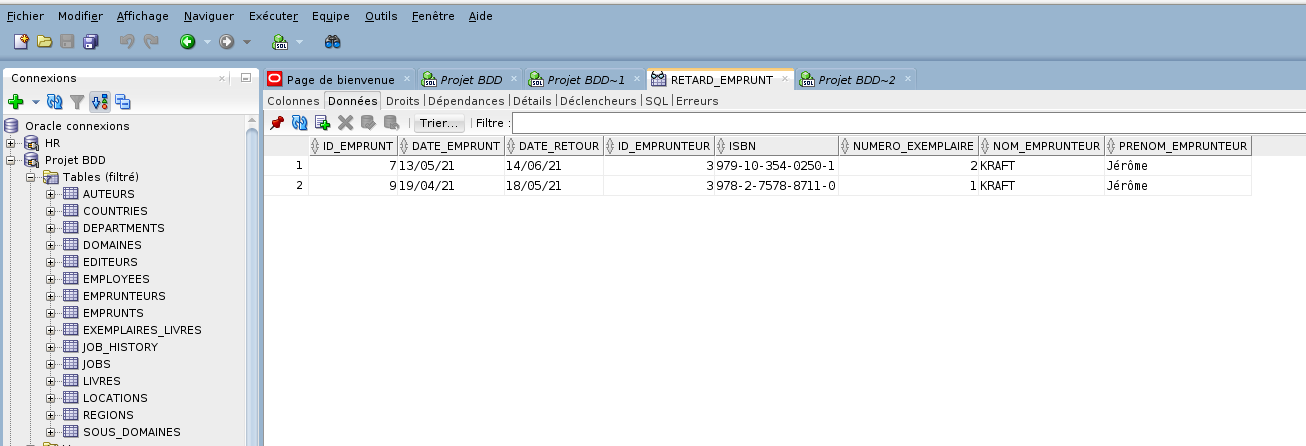 Fichier Modifier Affichage Naviguer Exécuter Equipe Outils Fenêtre Aide
SQL
Connexions
Page de bienvenue
Projet BDD
Projet BDD~1
RETARD_EMPRUNT
Projet BDD~2
Colonnes Données Droits Dépendances Détails Déclencheurs SQL Erreurs
Trier... Filtre :
Oracle connexions
HR
Projet BDD
Tables (filtré)
AUTEURS
COUNTRIES
DEPARTMENTS
DOMAINES
EDITEURS
EMPLOYEES
EMPRUNTEURS
EMPRUNTS
EXEMPLAIRES_LIVRES
JOB_HISTORY
JOBS
LIVRES
LOCATIONS
REGIONS
SOUS_DOMAINES
ID_EMPRUNT DATE_EMPRUNT DATE_RETOUR ID_EMPRUNTEUR ISBN NUMERO_EXEMPLAIRE NOM_EMPRUNTEUR PRENOM_EMPRUNTEUR
1 7 13/05/21 14/06/21 3 979-10-354-0250-1 2 KRAFT Jérôme
2 9 19/04/21 18/05/21 3 978-2-7578-8711-0 1 KRAFT Jérôme